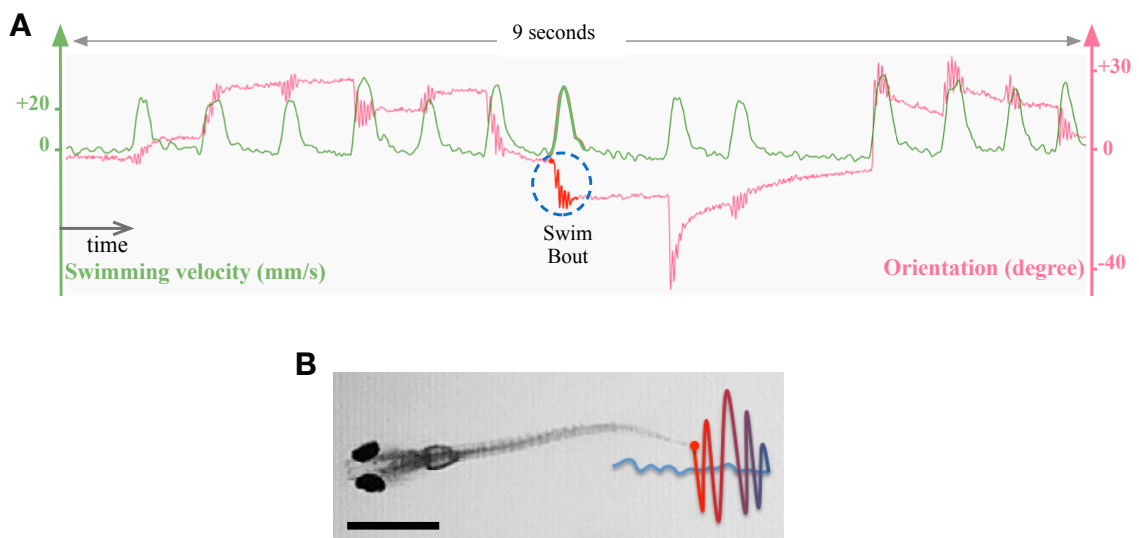 A
9 seconds
+20
0
+30
0
-40
time
Swim
Bout
Swimming velocity (mm/s)
Orientation (degree)
B